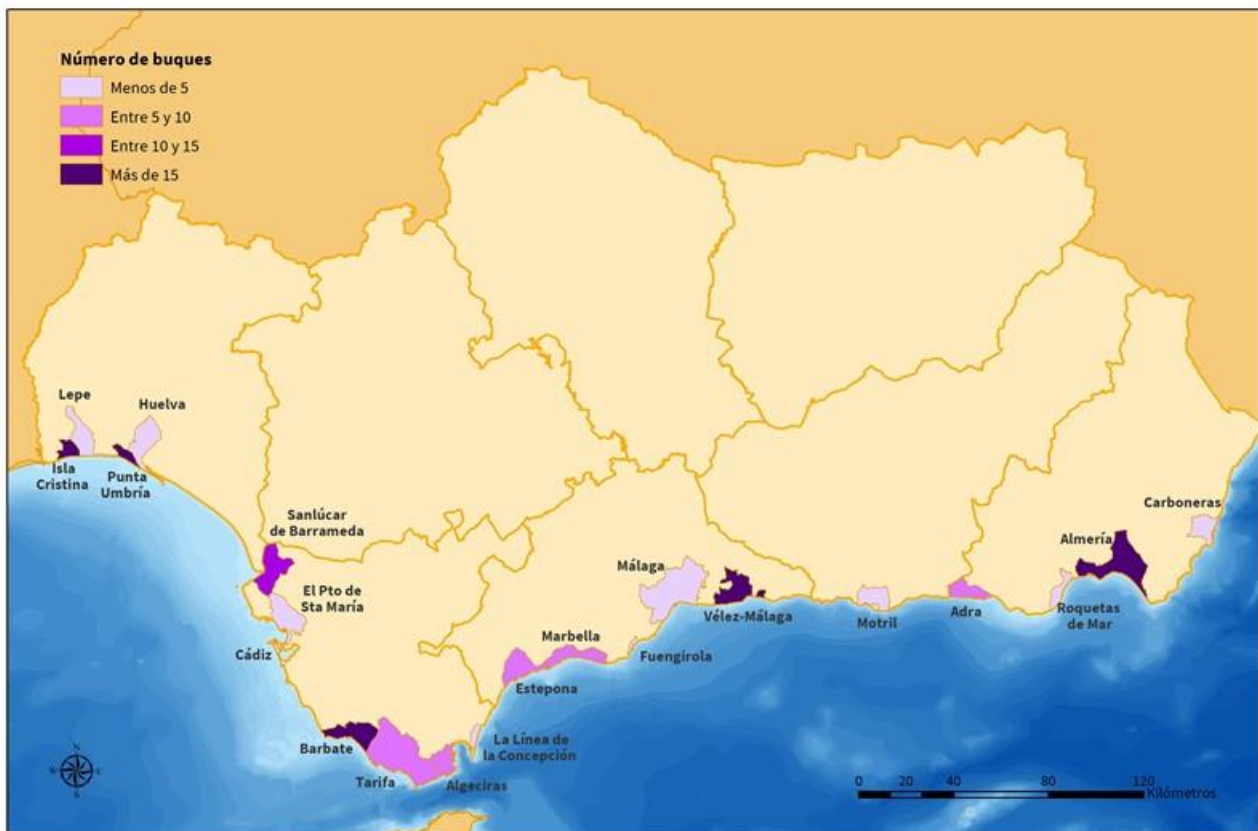 Número de buques
Menos de 5
Entre 5 y 10
Entre 10 y 15
Más de 15
Lepe
Huelva
Isla
Cristina
Punta
Umbría
Sanlúcar
de Barrameda
El Pto de
Sta María
Cádiz
Barbate
Tarifa
Algeciras
La Línea de
la Concepción
Estepona
Marbella
Fuengirola
Málaga
Vélez-Málaga
Motril
Adra
Roquetas
de Mar
Almería
Carboneras
N
E
S
0 20 40 80 120
Kilómetros